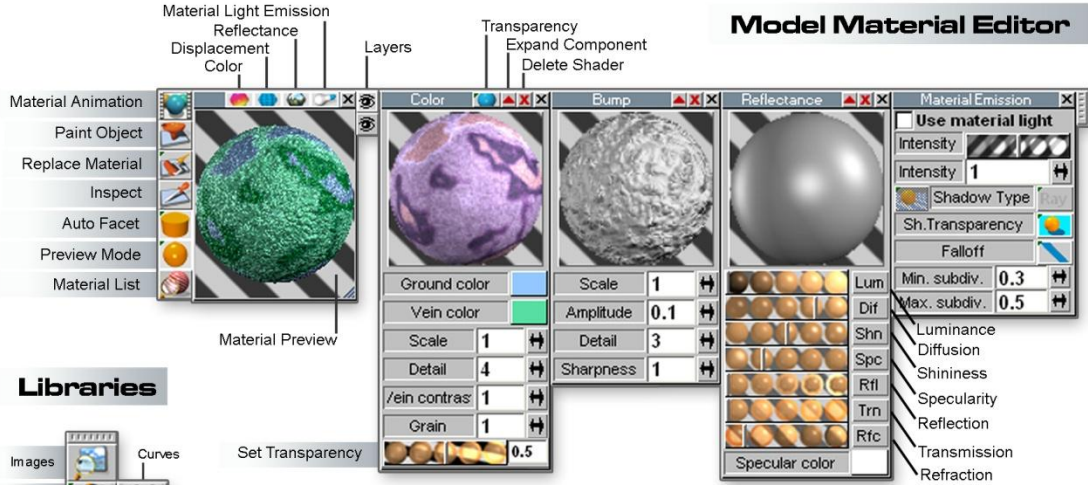 Model Material Editor
Material Light Emission
Reflectance
Displacement
Color
Layers
Transparency
Expand Component
Delete Shader
Material Animation
Paint Object
Replace Material
Inspect
Auto Facet
Preview Mode
Material List
Material Preview
Color
Ground color
Vein color
Scale 1
Detail 4
/ein contras 1
Grain 1
Set Transparency 0.5
Bump
Scale 1
Amplitude 0.1
Detail 3
Sharpness 1
Reflectance
Lum
Dif
Shn
Spc
Rfl
Trn
Rfc
Specular color
Material Emission
Use material light
Intensity
Intensity 1
Shadow Type Ray
Sh.Transparency
Falloff
Min. subdiv. 0.3
Max. subdiv. 0.5
Luminance
Diffusion
Shininess
Specularity
Reflection
Transmission
Refraction
Libraries
Images
Curves